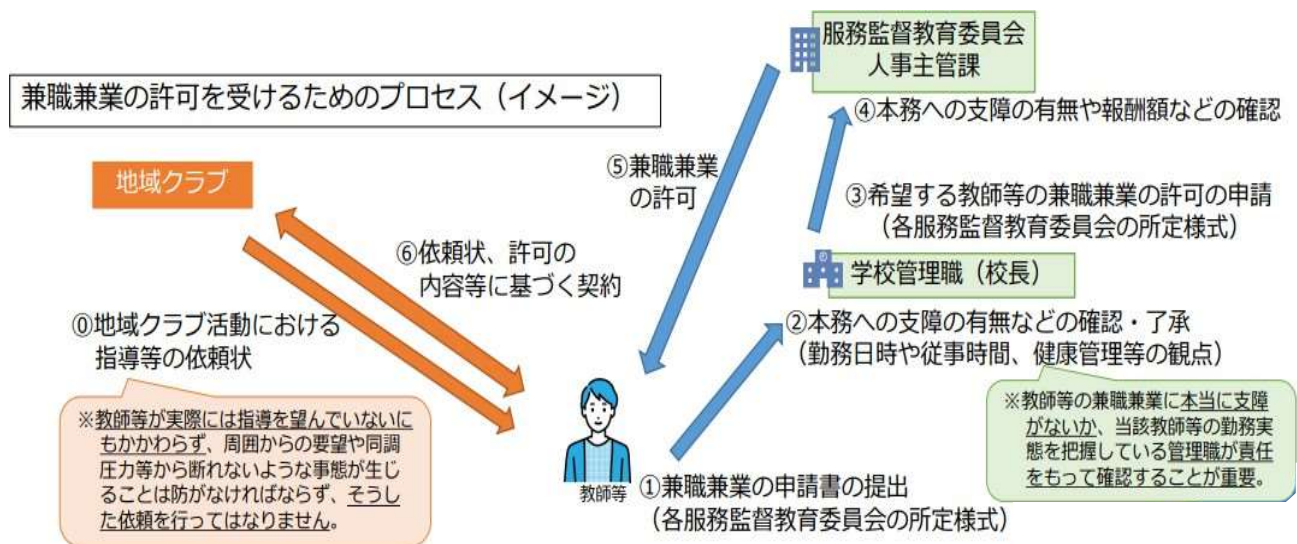 兼職兼業の許可を受けるためのプロセス（イメージ）
服務監督教育委員会
人事主管課
④本務への支障の有無や報酬額などの確認
地域クラブ
⑤兼職兼業
の許可
③希望する教師等の兼職兼業の許可の申請
（各服務監督教育委員会の所定様式）
⑥依頼状、許可の
内容等に基づく契約
学校管理職（校長）
⓪地域クラブ活動における
指導等の依頼状
②本務への支障の有無などの確認・了承
（勤務日時や従事時間、健康管理等の観点）
※教師等が実際には指導を望んでいないに
もかかわらず、周囲からの要望や同調
圧力等から断れないような事態が生じ
ることは防がなければならず、そうし
た依頼を行ってはなりません。
※教師等の兼職兼業に本当に支障
がないか、当該教師等の勤務実
態を把握している管理職が責任
をもって確認することが重要。
教師等
①兼職兼業の申請書の提出
（各服務監督教育委員会の所定様式）